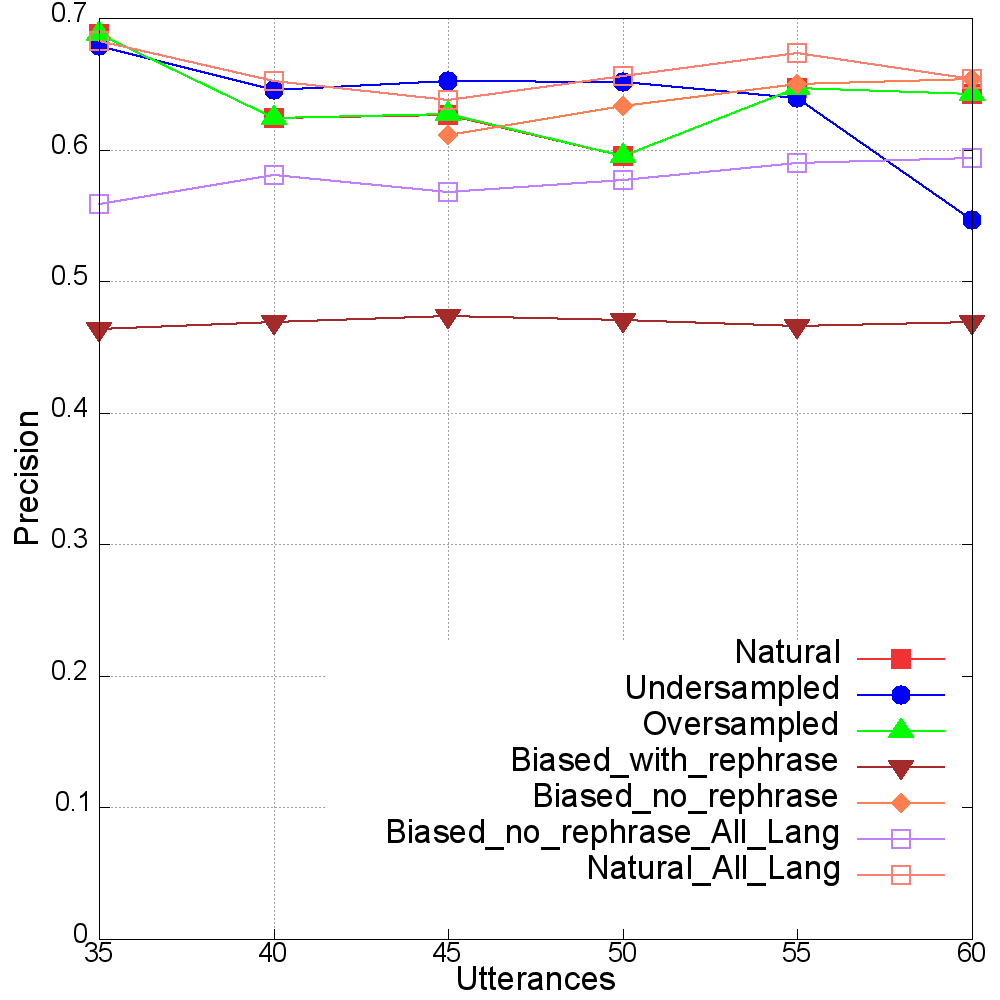 0.7
0.6
0.5
0.4
0.3
0.2
0.1
0
Precision
Natural
Undersampled
Oversampled
Biased_with_rephrase
Biased_no_rephrase
Biased_no_rephrase_All_Lang
Natural_All_Lang
35 40 45 50 55 60
Utterances